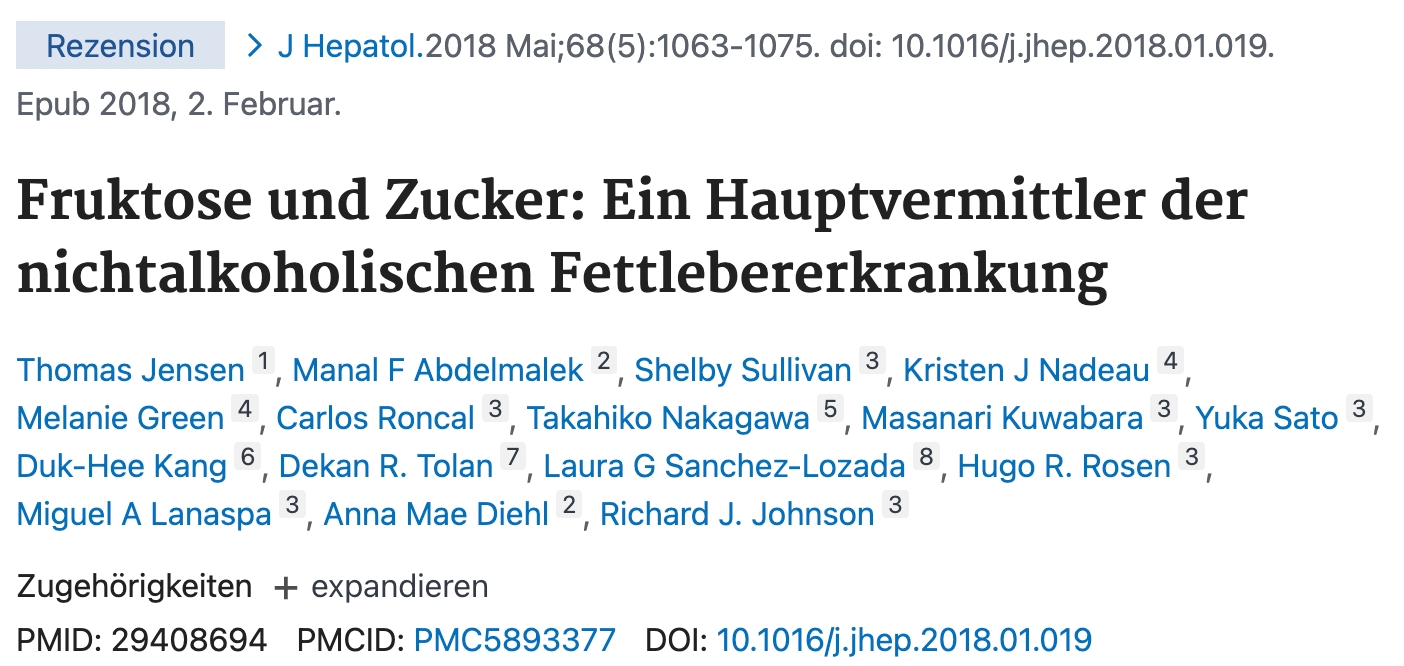 Rezension > J Hepatol.2018 Mai;68(5):1063-1075. doi: 10.1016/j.jhep.2018.01.019.
Epub 2018, 2. Februar.
Fruktose und Zucker: Ein Hauptvermittler der
nichtalkoholischen Fettlebererkrankung
Thomas Jensen 1, Manal F Abdelmalek 2, Shelby Sullivan 3, Kristen J Nadeau 4,
Melanie Green 4, Carlos Roncal 3, Takahiko Nakagawa 5, Masanari Kuwabara 3, Yuka Sato 3,
Duk-Hee Kang 6, Dekan R. Tolan 7, Laura G Sanchez-Lozada 8, Hugo R. Rosen 3,
Miguel A Lanaspa 3, Anna Mae Diehl 2, Richard J. Johnson 3
Zugehörigkeiten + expandieren
PMID: 29408694 PMCID: PMC5893377 DOI: 10.1016/j.jhep.2018.01.019